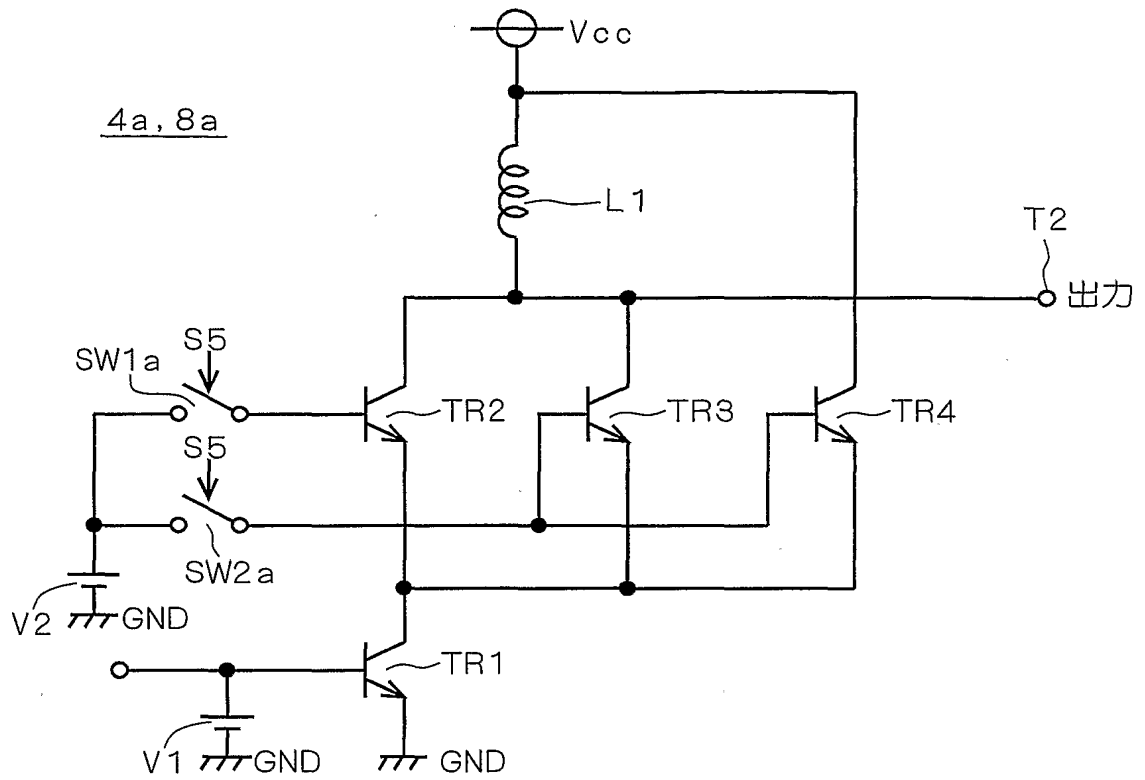 Vcc
4a, 8a
L1
T2
出力
S5
SW1a
TR2
TR3
TR4
S5
SW2a
V2
GND
TR1
V1
GND
GND